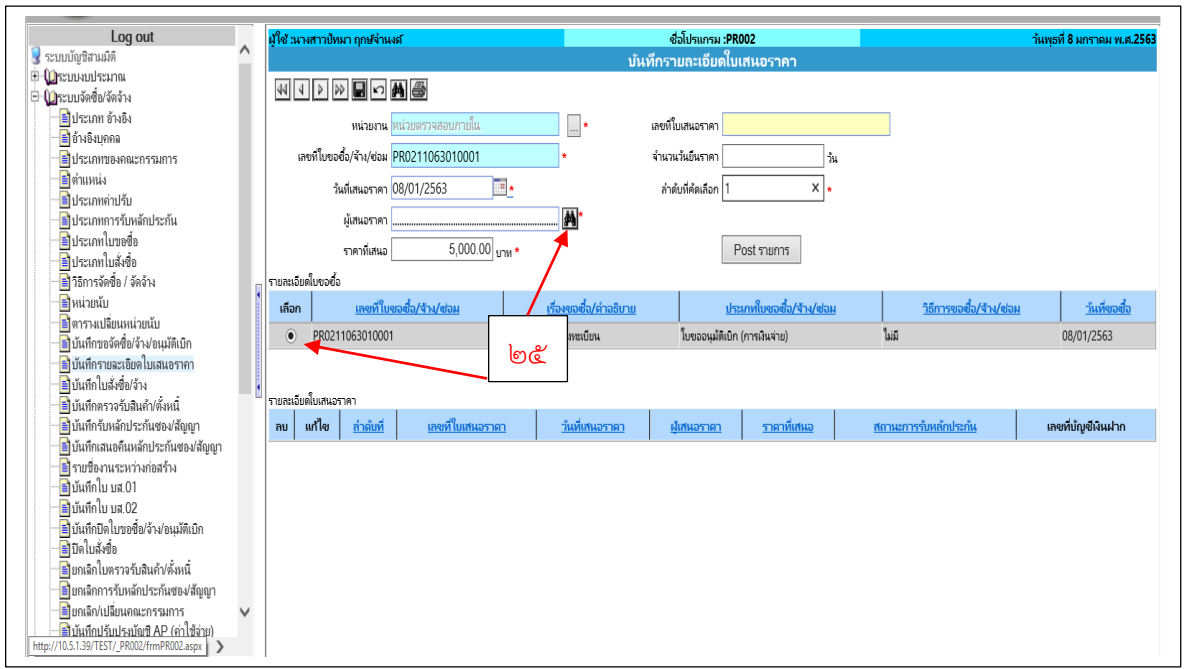 Log out
ระบบบัญชีสามมิติ
ระบบงบประมาณ
ระบบจัดซื้อ/จัดจ้าง
ประเภท อ้างอิง
อ้างอิงบุคคล
ประเภทของคณะกรรมการ
ตำแหน่ง
ประเภทค่าปรับ
ประเภทการรับหลักประกัน
ประเภทใบขอซื้อ
ประเภทใบสั่งซื้อ
วิธีการจัดซื้อ / จัดจ้าง
หน่วยนับ
ตารางเปลี่ยนหน่วยนับ
บันทึกขอจัดซื้อ/จ้าง/อนุมัติเบิก
บันทึกรายละเอียดใบเสนอราคา
บันทึกใบสั่งซื้อ/จ้าง
บันทึกตรวจรับสินค้า/ตั้งหนี้
บันทึกรับหลักประกันซอง/สัญญา
บันทึกเสนอคืนหลักประกันซอง/สัญญา
รายชื่องานระหว่างก่อสร้าง
บันทึกใบ บส.01
บันทึกใบ บส.02
บันทึกปิดใบขอซื้อ/จ้าง/อนุมัติเบิก
ปิดใบสั่งซื้อ
ยกเลิกใบตรวจรับสินค้า/ตั้งหนี้
ยกเลิกการรับหลักประกันซอง/สัญญา
ยกเลิก/เปลี่ยนคณะกรรมการ
บันทึกปรับปรุงบัญชี AP (ค่าใช้จ่าย)
http://10.5.1.39/TEST/_PR002/frmPR002.aspx
ผู้ใช้ :นางสาวปัทมา ฤกษ์จำนงค์ ชื่อโปรแกรม :PR002 วันพุธที่ 8 มกราคม พ.ศ.2563
บันทึกรายละเอียดใบเสนอราคา
หน่วยงาน หน่วยตรวจสอบภายใน ... * เลขที่ใบเสนอราคา
เลขที่ใบขอซื้อ/จ้าง/ซ่อม PR0211063010001 * จำนวนวันยืนราคา วัน
วันที่เสนอราคา 08/01/2563 * ลำดับที่คัดเลือก 1 X *
ผู้เสนอราคา *
ราคาที่เสนอ 5,000.00 บาท * Post รายการ
รายละเอียดใบขอซื้อ
เลือก เลขที่ใบขอซื้อ/จ้าง/ซ่อม เรื่องขอซื้อ/คำอธิบาย ประเภทใบขอซื้อ/จ้าง/ซ่อม วิธีการขอซื้อ/จ้าง/ซ่อม วันที่ขอซื้อ
PR0211063010001 งทะเบียน ใบขออนุมัติเบิก (การเงินจ่าย) ไม่มี 08/01/2563
๒๕
รายละเอียดใบเสนอราคา
ลบ แก้ไข ลำดับที่ เลขที่ใบเสนอราคา วันที่เสนอราคา ผู้เสนอราคา ราคาที่เสนอ สถานะการรับหลักประกัน เลขที่บัญชีเงินฝาก